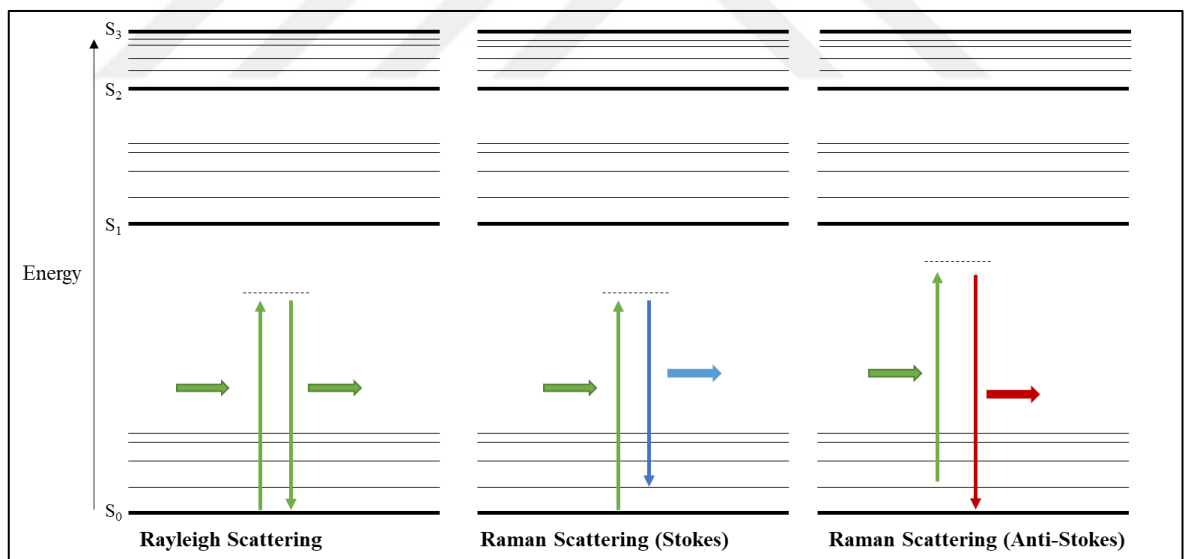 S3
S2
S1
Energy
S0
Rayleigh Scattering
Raman Scattering (Stokes)
Raman Scattering (Anti-Stokes)